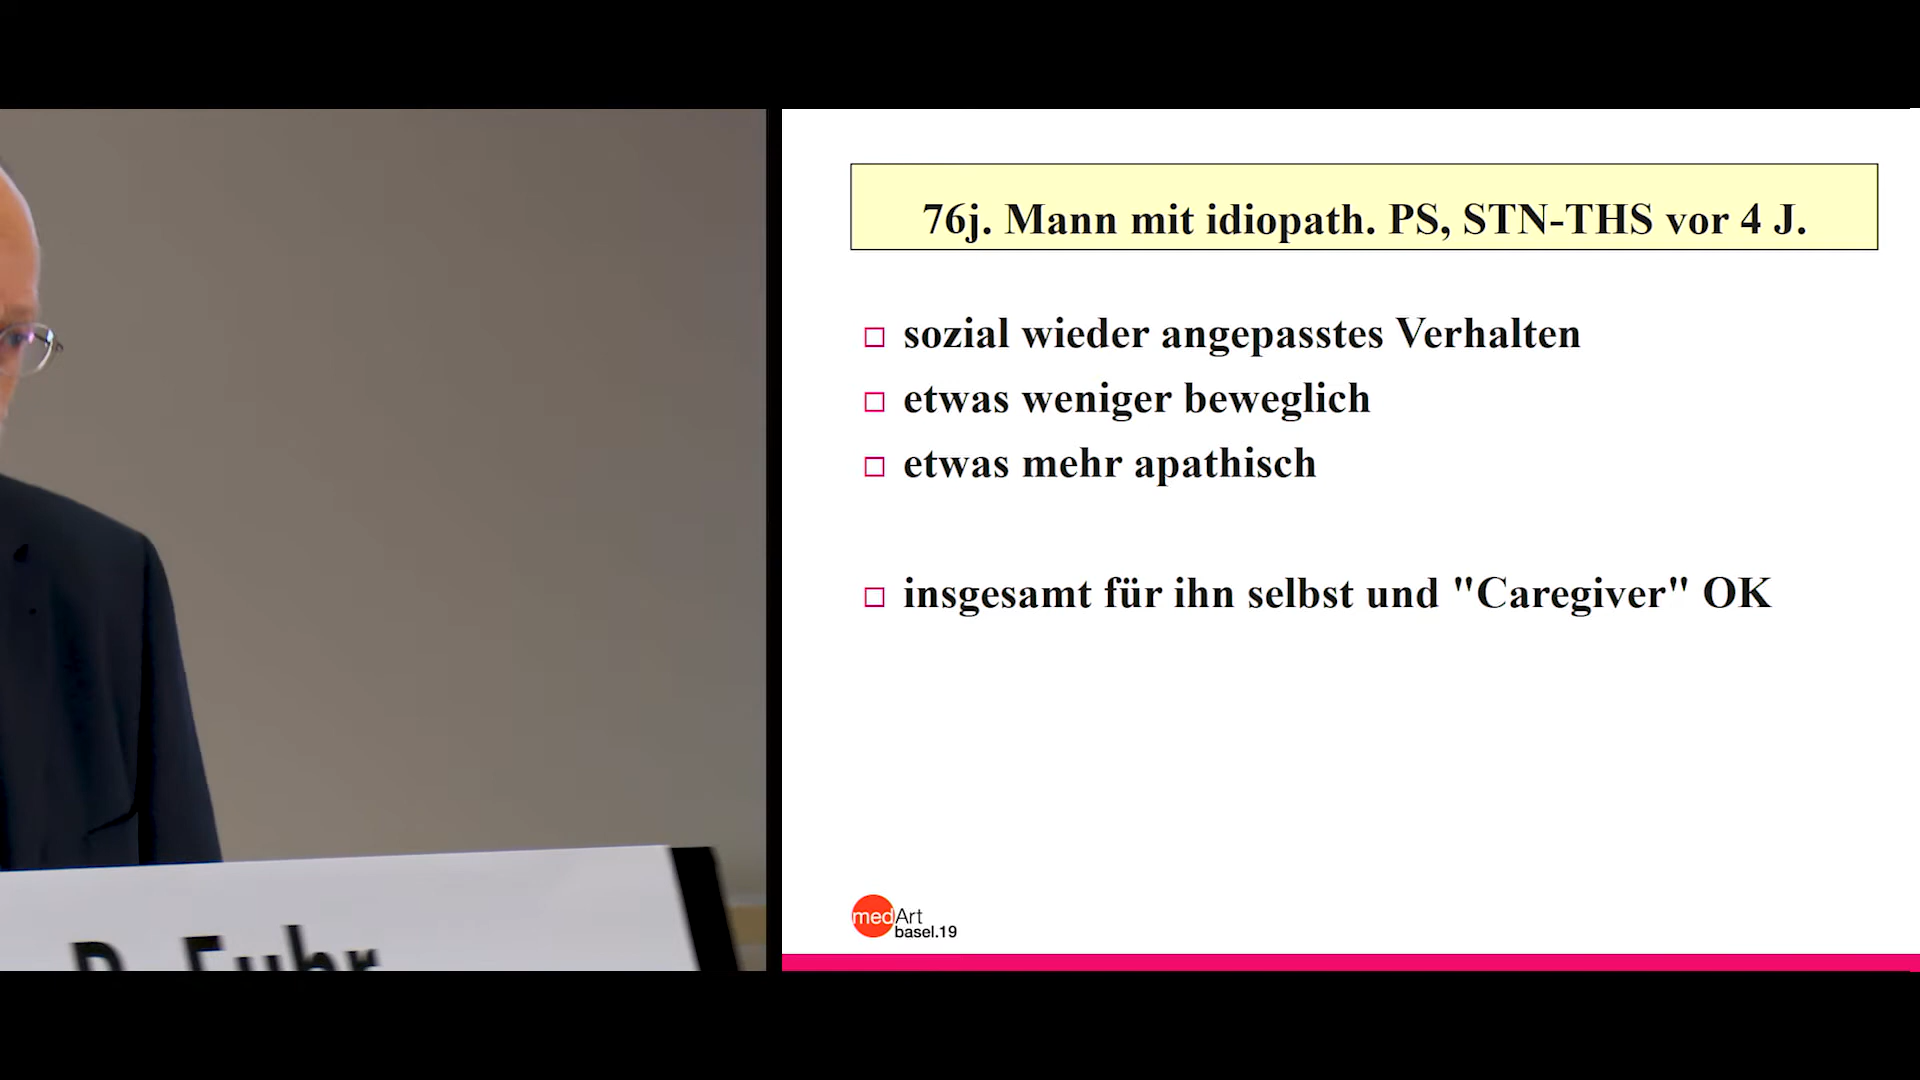 76j. Mann mit idiopath. PS, STN-THS vor 4 J.
sozial wieder angepasstes Verhalten
etwas weniger beweglich
etwas mehr apathisch
insgesamt für ihn selbst und "Caregiver" OK
medArt
basel.19
Fuhr